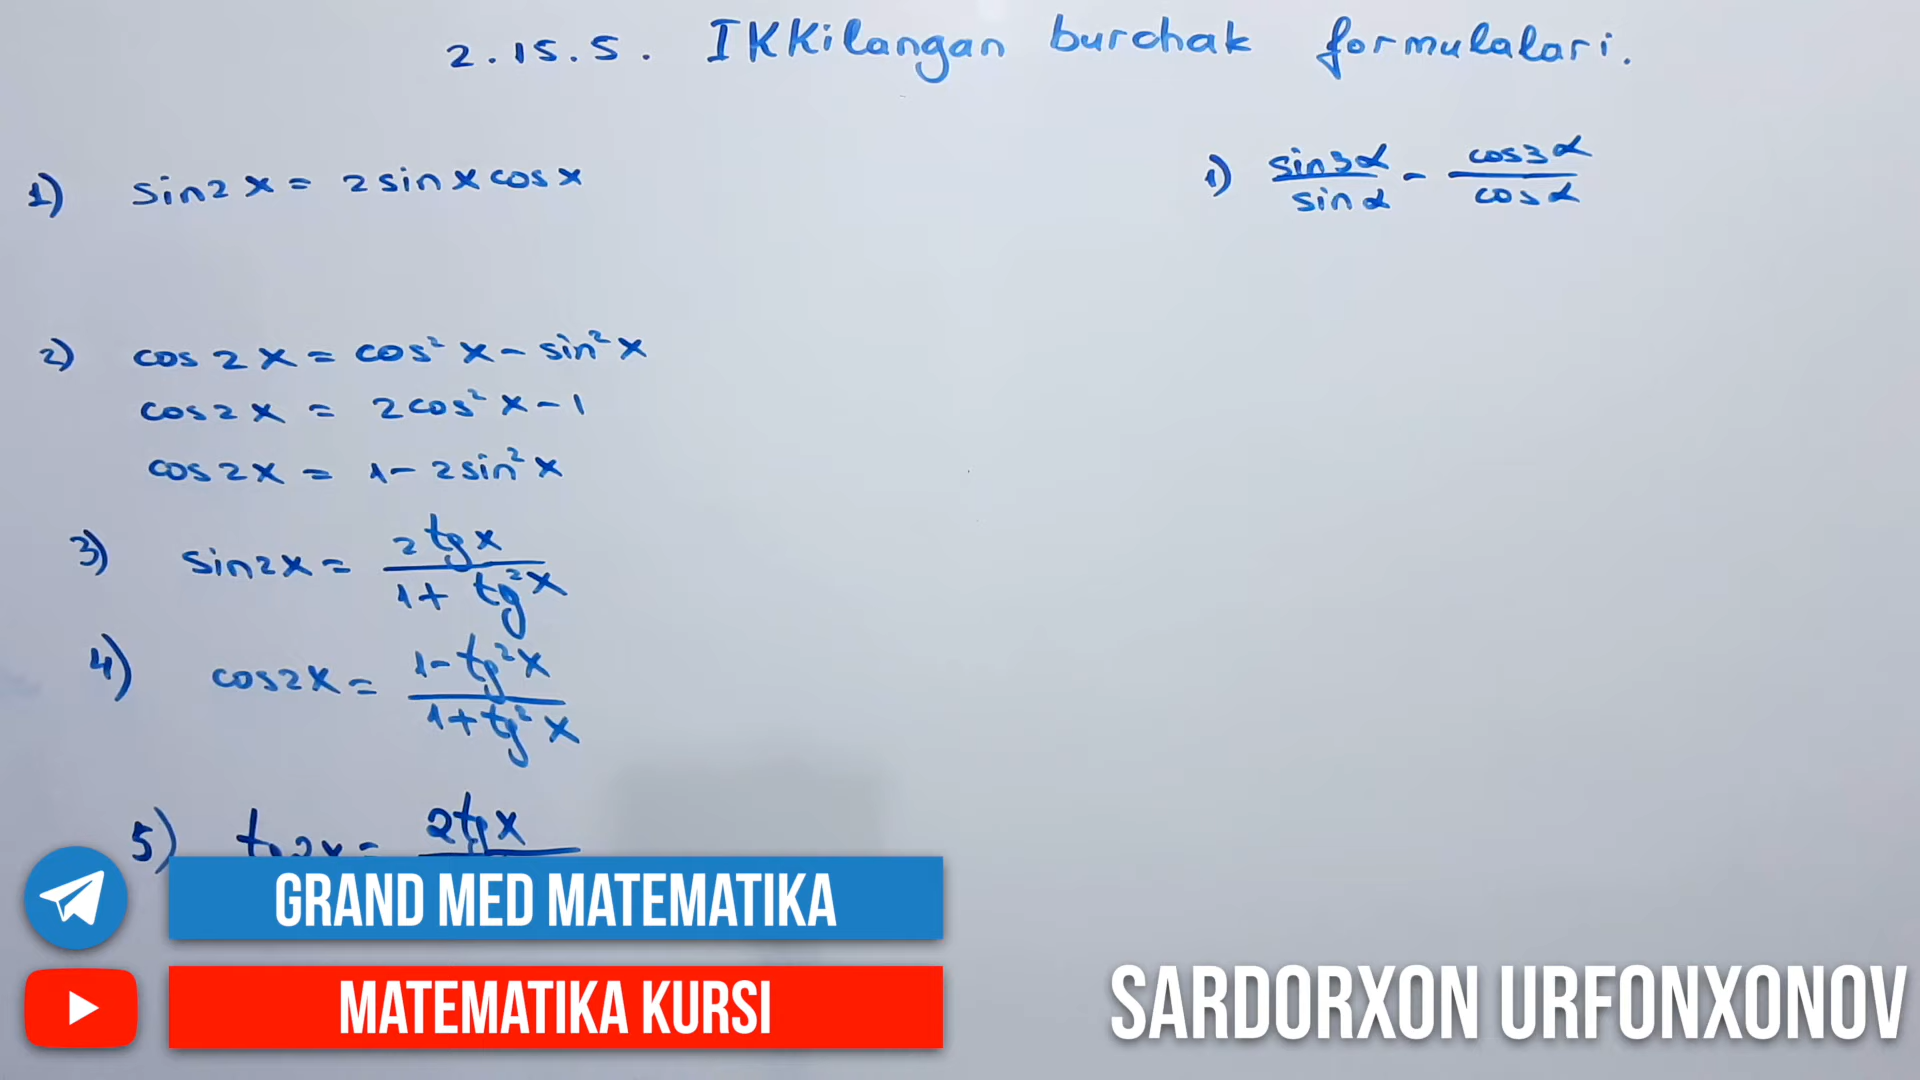 2.15.5. IKKilangan burchak formulalari.
1) sin2x = 2sinx cosx
2) cos2x = cos²x - sin²x
cos2x = 2cos²x - 1
cos2x = 1 - 2sin²x
3) sin2x = 2tgx / 1 + tg²x
4) cos2x = 1 - tg²x / 1 + tg²x
5) tg2x = 2tgx
1) sin3α / sinα - cos3α / cosα
GRAND MED MATEMATIKA
MATEMATIKA KURSI
SARDORXON URFONXONOV